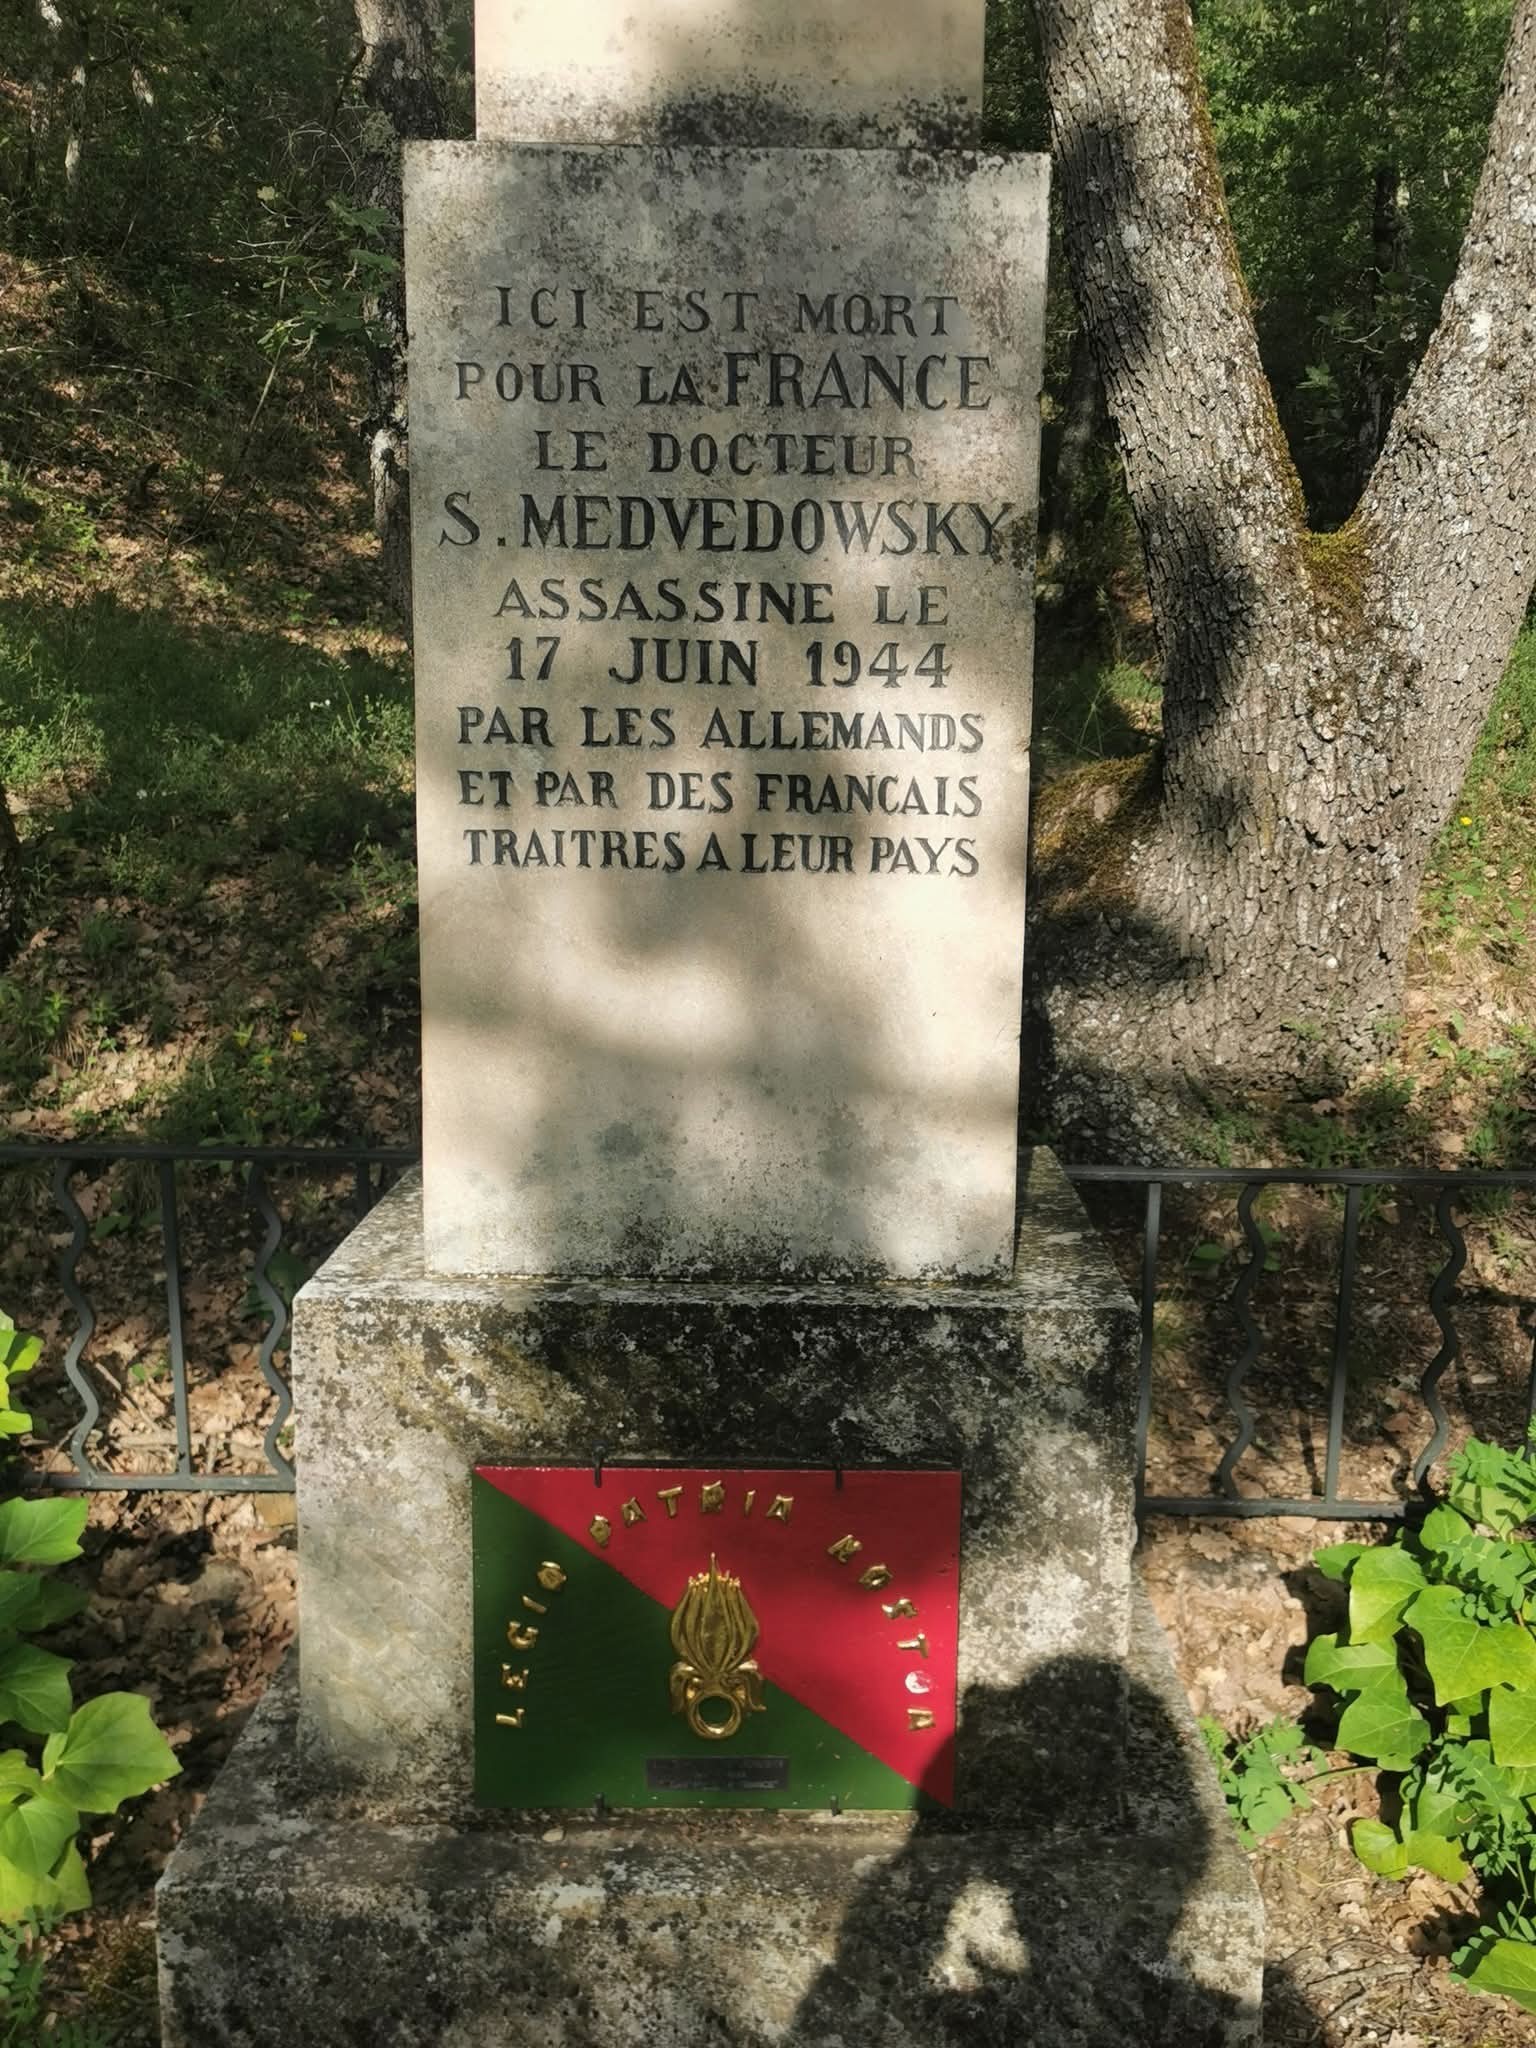 ICI EST MORT
POUR LA FRANCE
LE DOCTEUR
S. MEDVEDOWSKY
ASSASSINE LE
17 JUIN 1944
PAR LES ALLEMANDS
ET PAR DES FRANCAIS
TRAITRES A LEUR PAYS
LEGIO PATRIA NOSTRA